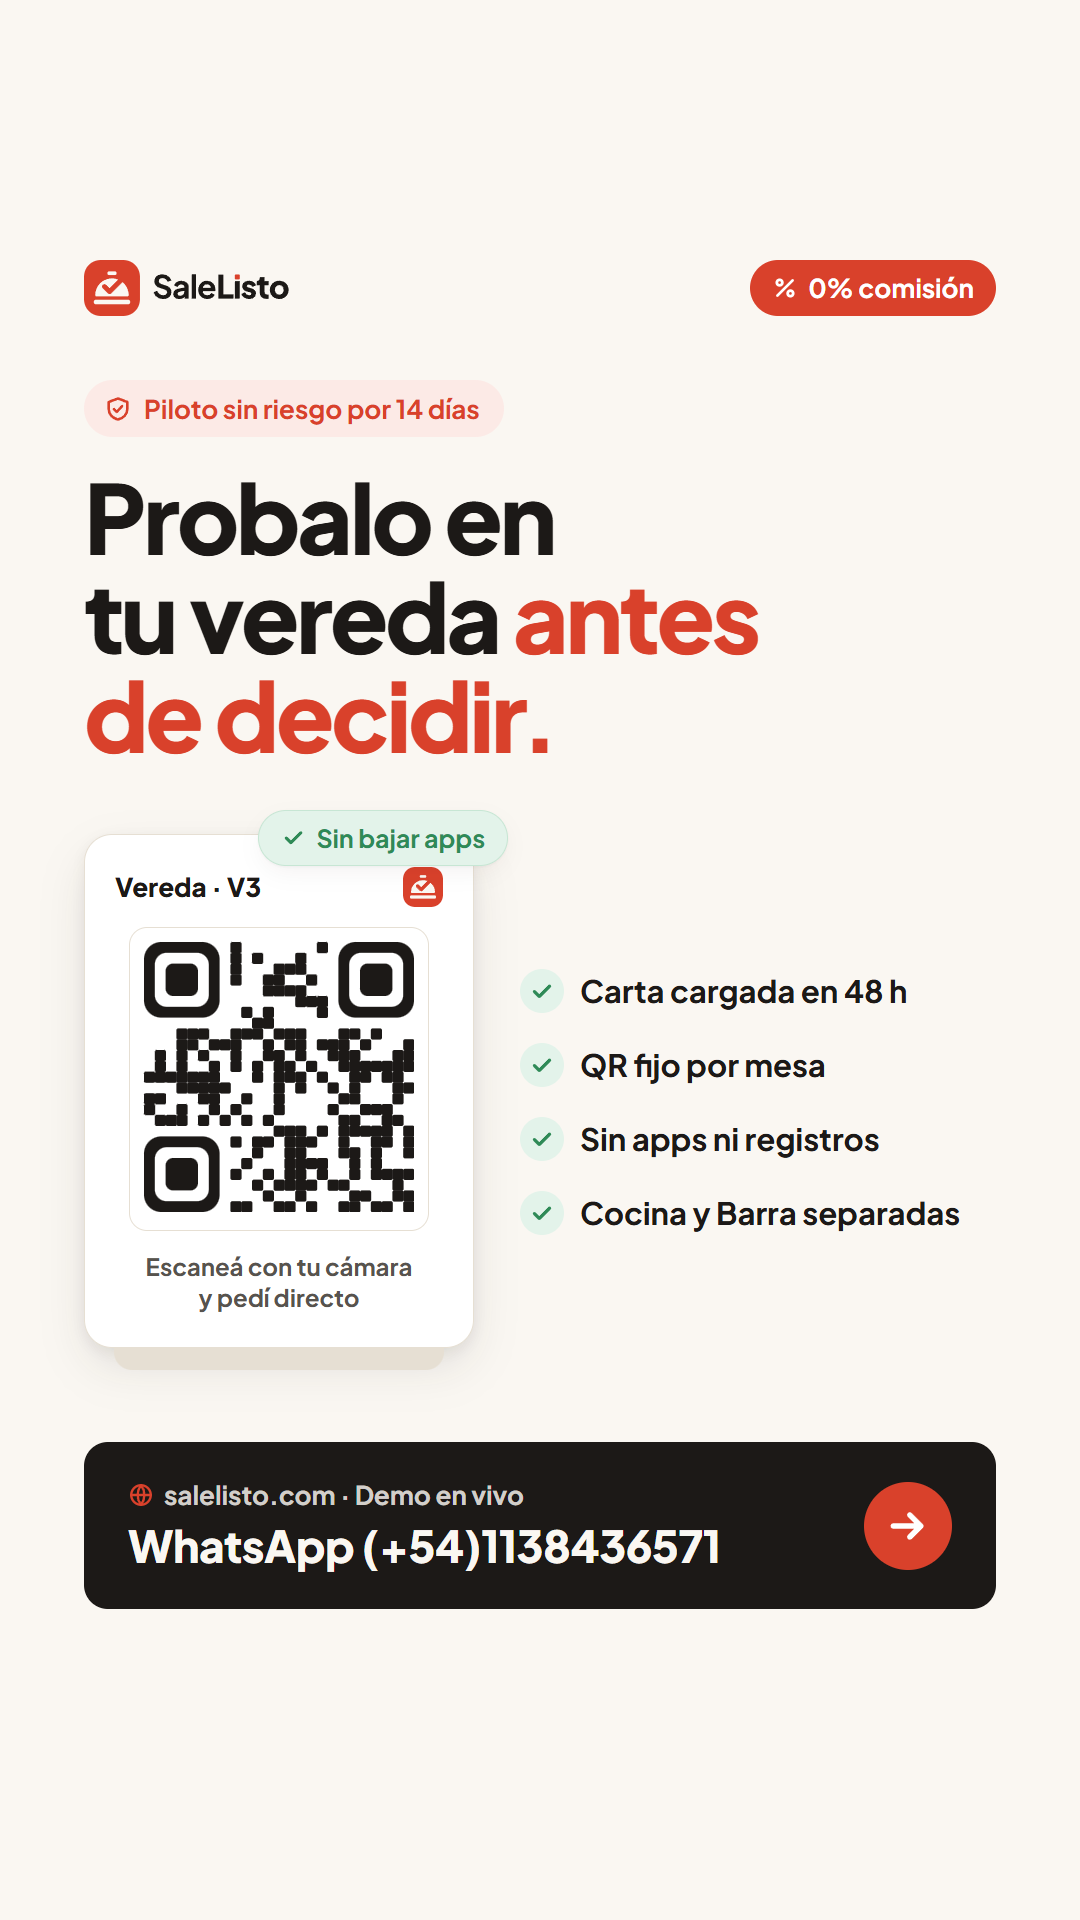 SaleListo
% 0% comisión
Piloto sin riesgo por 14 días
Probalo en
tu vereda antes
de decidir.
Sin bajar apps
Vereda · V3
Escaneá con tu cámara
y pedí directo
Carta cargada en 48 h
QR fijo por mesa
Sin apps ni registros
Cocina y Barra separadas
salelisto.com · Demo en vivo
WhatsApp (+54)1138436571